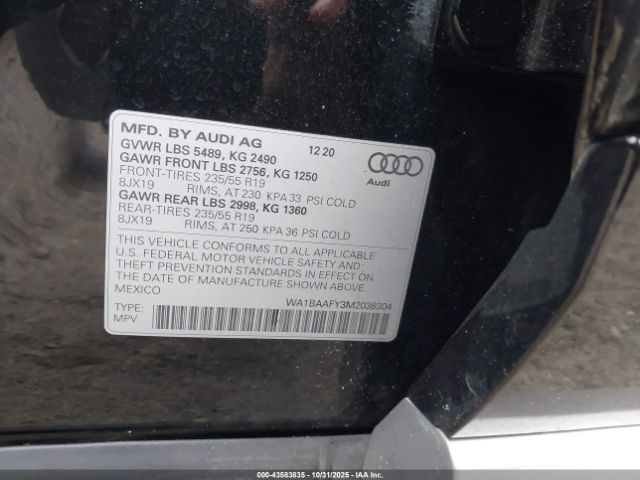 MFD. BY AUDI AG 12 20
GVWR LBS 5489, KG 2490
GAWR FRONT LBS 2756, KG 1250
FRONT-TIRES 235/55 R19
8JX19 RIMS, AT 230 KPA 33 PSI COLD
GAWR REAR LBS 2998, KG 1360
REAR-TIRES 235/55 R19
8JX19 RIMS, AT 250 KPA 36 PSI COLD
Audi
THIS VEHICLE CONFORMS TO ALL APPLICABLE
U.S. FEDERAL MOTOR VEHICLE SAFETY AND
THEFT PREVENTION STANDARDS IN EFFECT ON
THE DATE OF MANUFACTURE SHOWN ABOVE.
MEXICO WA1BAAFY3M2038304
TYPE:
MPV
000-43583835 - 10/31/2025 - ©2025 IAA, Inc.